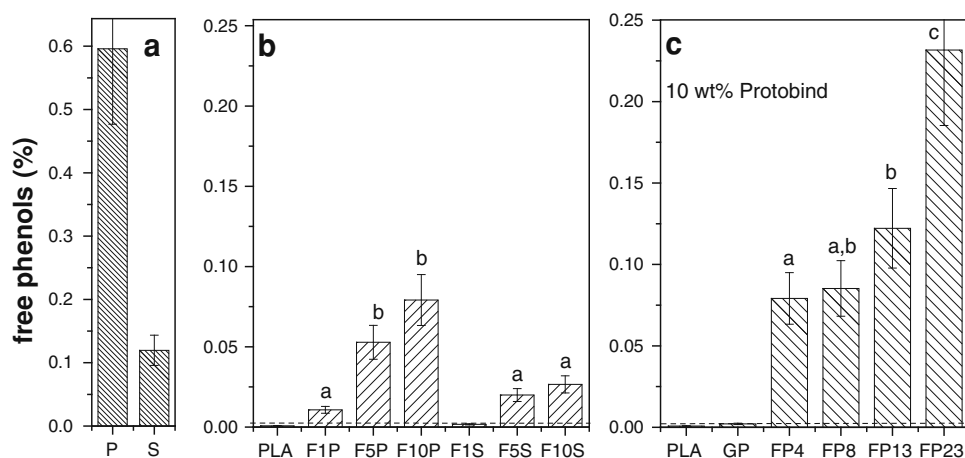 free phenols (%)
a
0.6
0.5
0.4
0.3
0.2
0.1
0.0
P S
b
0.25
0.20
0.15
0.10
0.05
0.00
a
b
b
a
a
PLA F1P F5P F10P F1S F5S F10S
c
0.25
0.20
0.15
0.10
0.05
0.00
10 wt% Protobind
a
a,b
b
c
PLA GP FP4 FP8 FP13 FP23